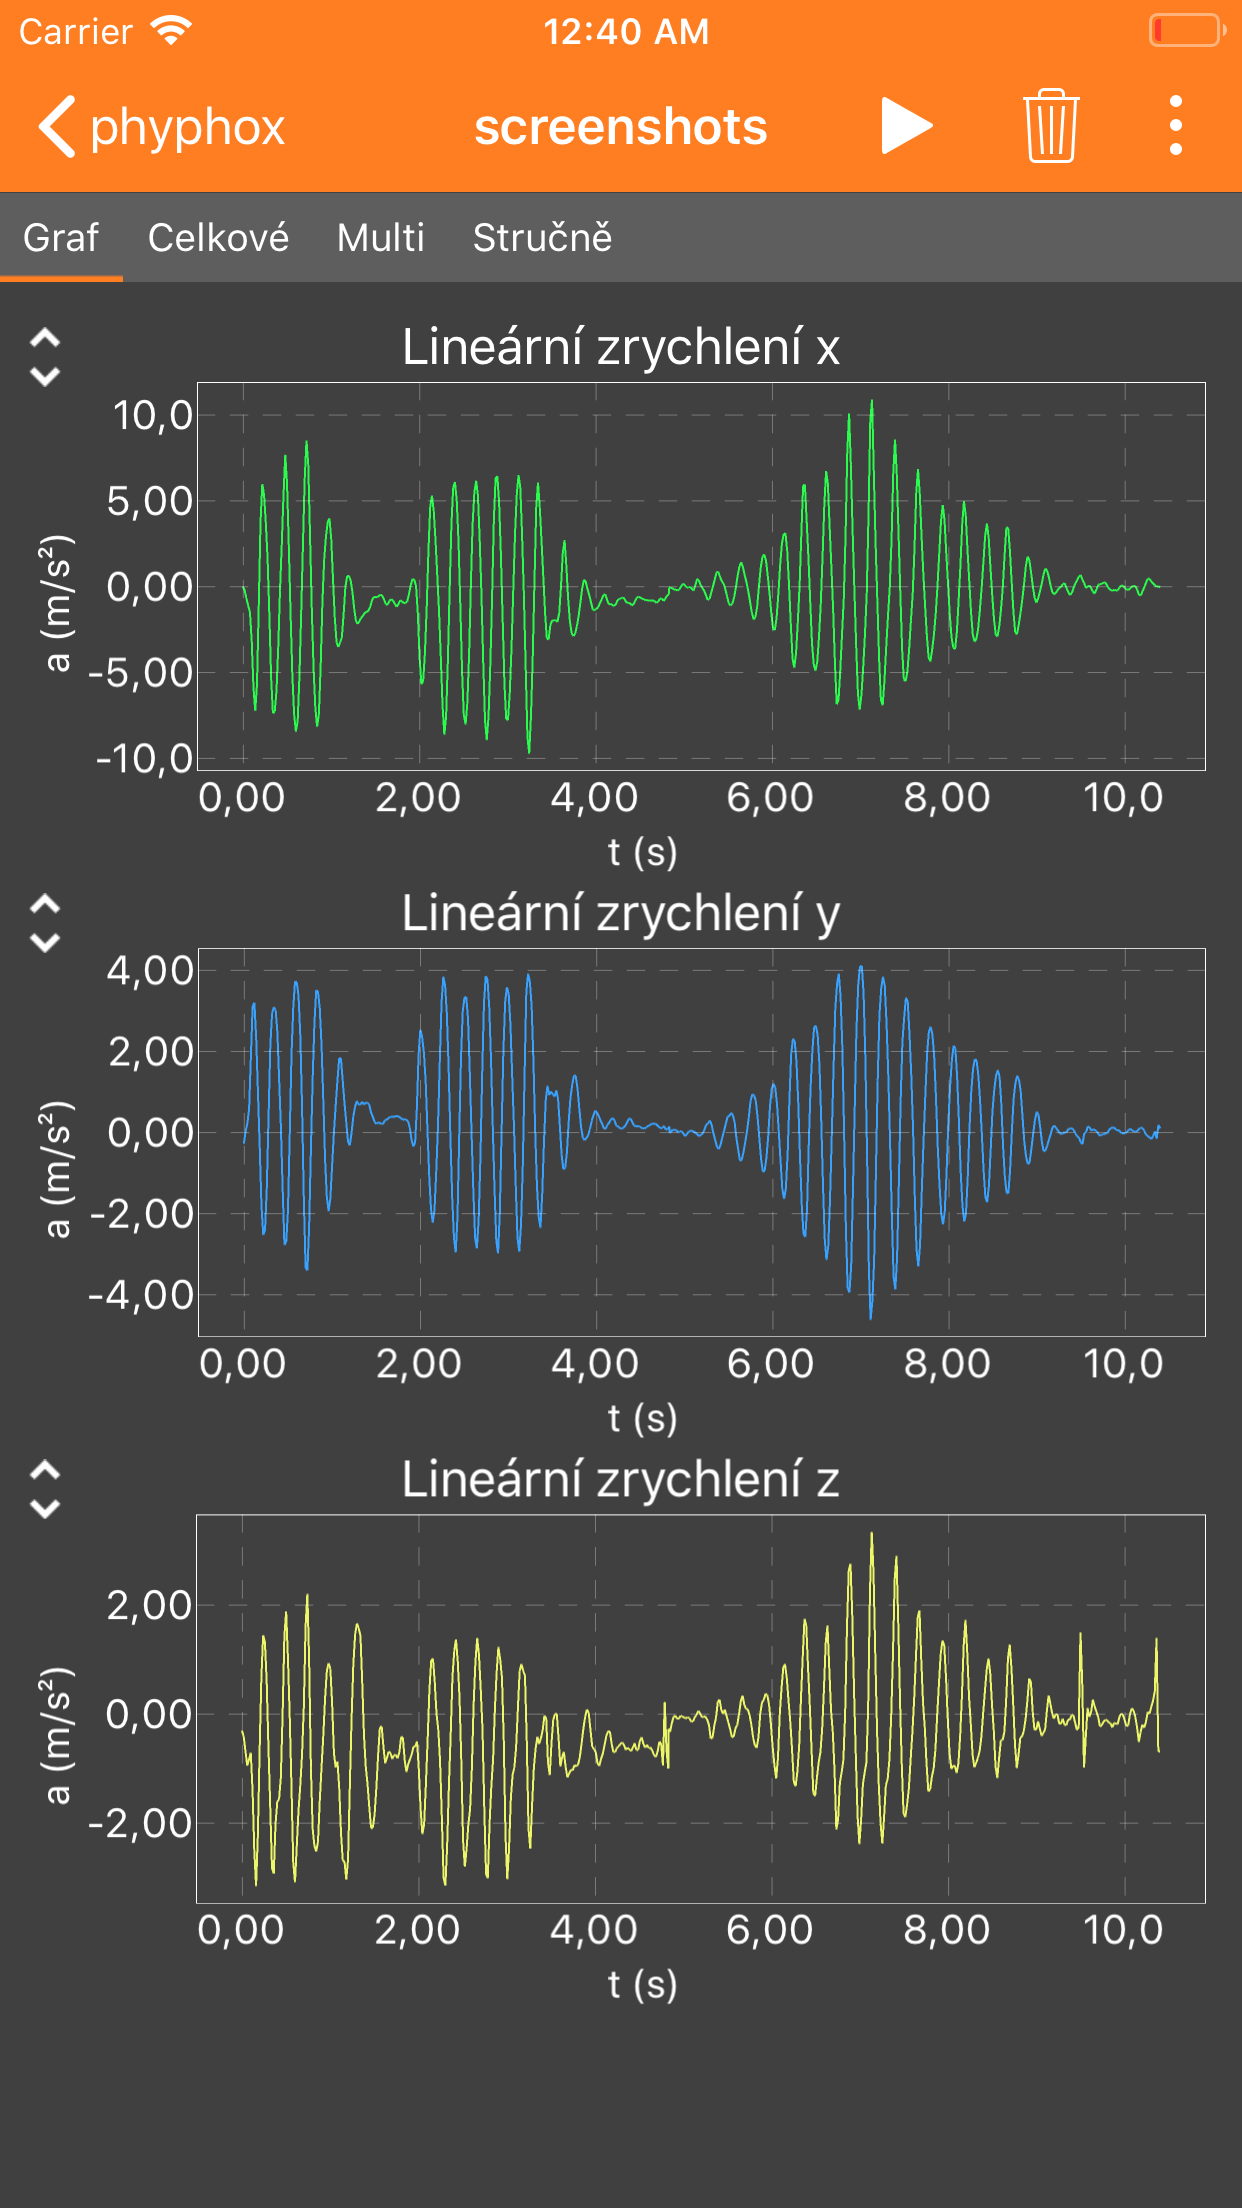 Carrier 12:40 AM
phyphox screenshots
Graf Celkové Multi Stručně
Lineární zrychlení x
10,0
5,00
0,00
-5,00
-10,0
a (m/s²)
0,00 2,00 4,00 6,00 8,00 10,0
t (s)
Lineární zrychlení y
4,00
2,00
0,00
-2,00
-4,00
a (m/s²)
0,00 2,00 4,00 6,00 8,00 10,0
t (s)
Lineární zrychlení z
2,00
0,00
-2,00
a (m/s²)
0,00 2,00 4,00 6,00 8,00 10,0
t (s)